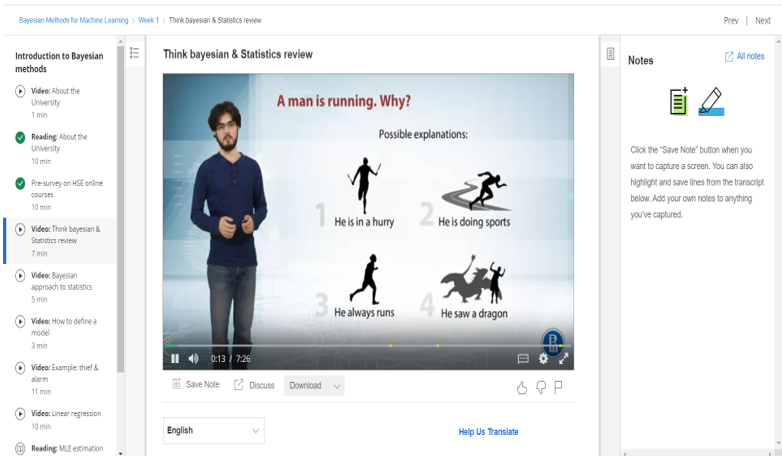 Bayesian Methods for Machine Learning > Week 1 > Think bayesian & Statistics review
Prev | Next
Introduction to Bayesian
methods
Video: About the
University
1 min
Reading: About the
University
10 min
Pre-survey on HSE online
courses
10 min
Video: Think bayesian &
Statistics review
7 min
Video: Bayesian
approach to statistics
5 min
Video: How to define a
model
3 min
Video: Example: thief &
alarm
11 min
Video: Linear regression
10 min
Reading: MLE estimation
Think bayesian & Statistics review
A man is running. Why?
Possible explanations:
1 He is in a hurry
2 He is doing sports
3 He always runs
4 He saw a dragon
0:13 / 7:26
Save Note
Discuss
Download
English
Help Us Translate
Notes
All notes
Click the “Save Note” button when you
want to capture a screen. You can also
highlight and save lines from the transcript
below. Add your own notes to anything
you've captured.